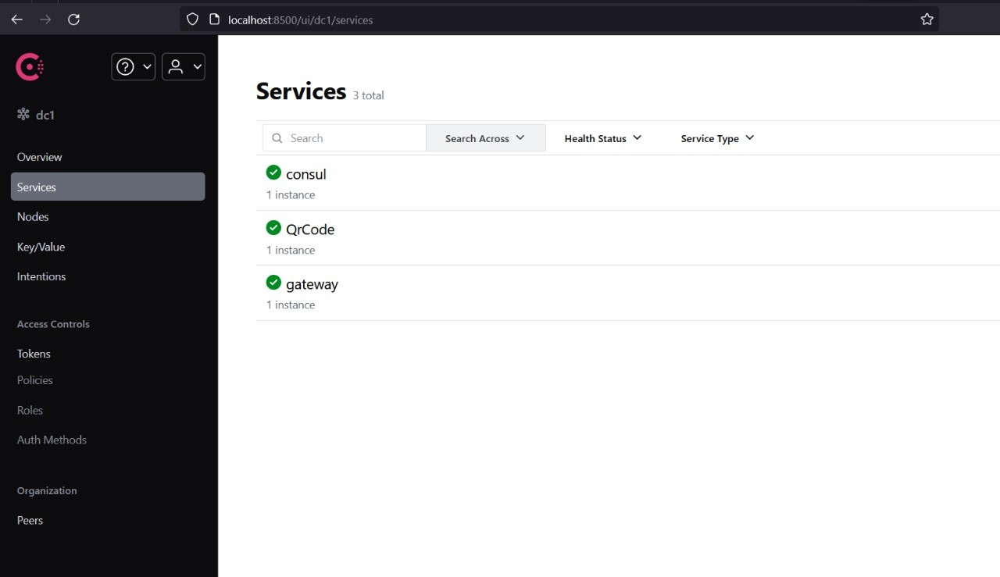 localhost:8500/ui/dc1/services
dc1
Overview
Services
Nodes
Key/Value
Intentions
Access Controls
Tokens
Policies
Roles
Auth Methods
Organization
Peers
Services 3 total
Search Search Across Health Status Service Type
consul
1 instance
QrCode
1 instance
gateway
1 instance